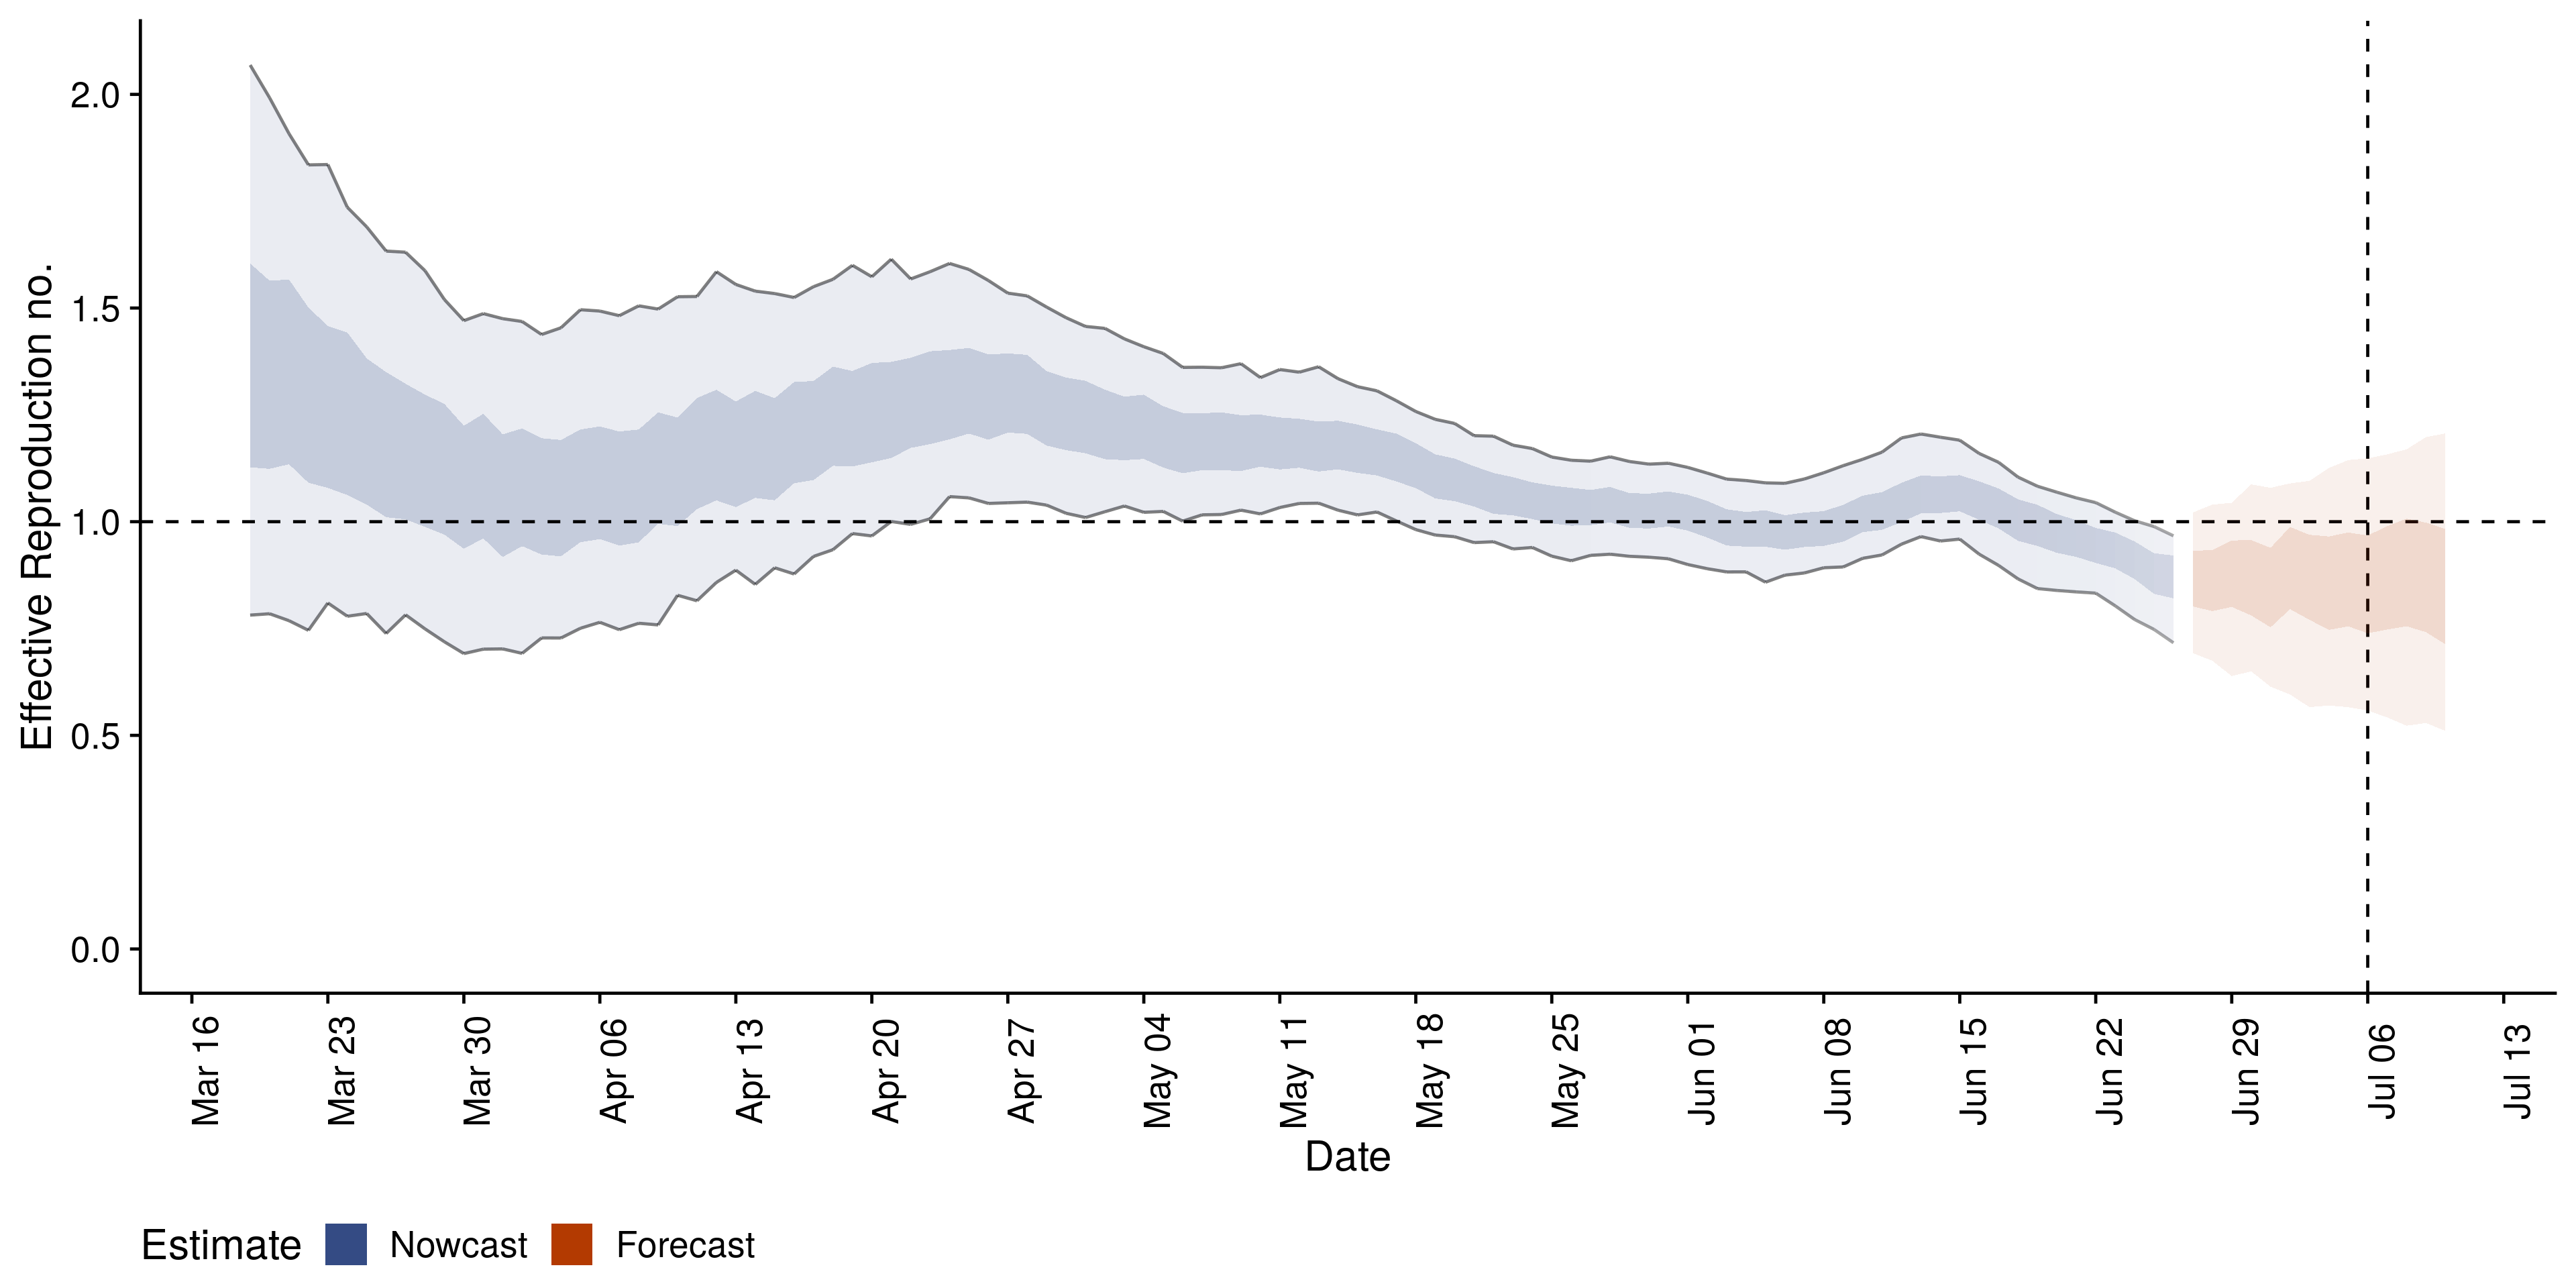 Effective Reproduction no.
2.0
1.5
1.0
0.5
0.0
Mar 16
Mar 23
Mar 30
Apr 06
Apr 13
Apr 20
Apr 27
May 04
May 11
May 18
May 25
Jun 01
Jun 08
Jun 15
Jun 22
Jun 29
Jul 06
Jul 13
Date
Estimate Nowcast Forecast